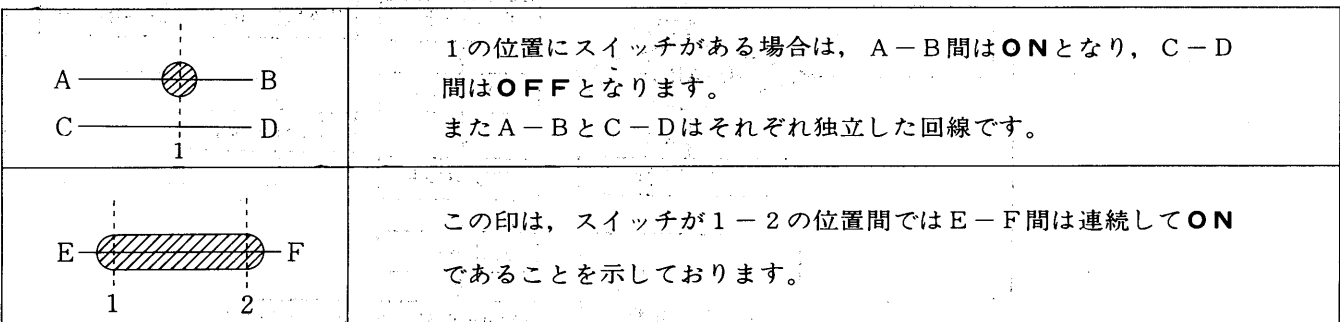 A B
C D
1
1の位置にスイッチがある場合は，A－B間はONとなり，C－D
間はOFFとなります。
またA－BとC－Dはそれぞれ独立した回線です。
E F
1 2
この印は，スイッチが1－2の位置間ではE－F間は連続してON
であることを示しております。